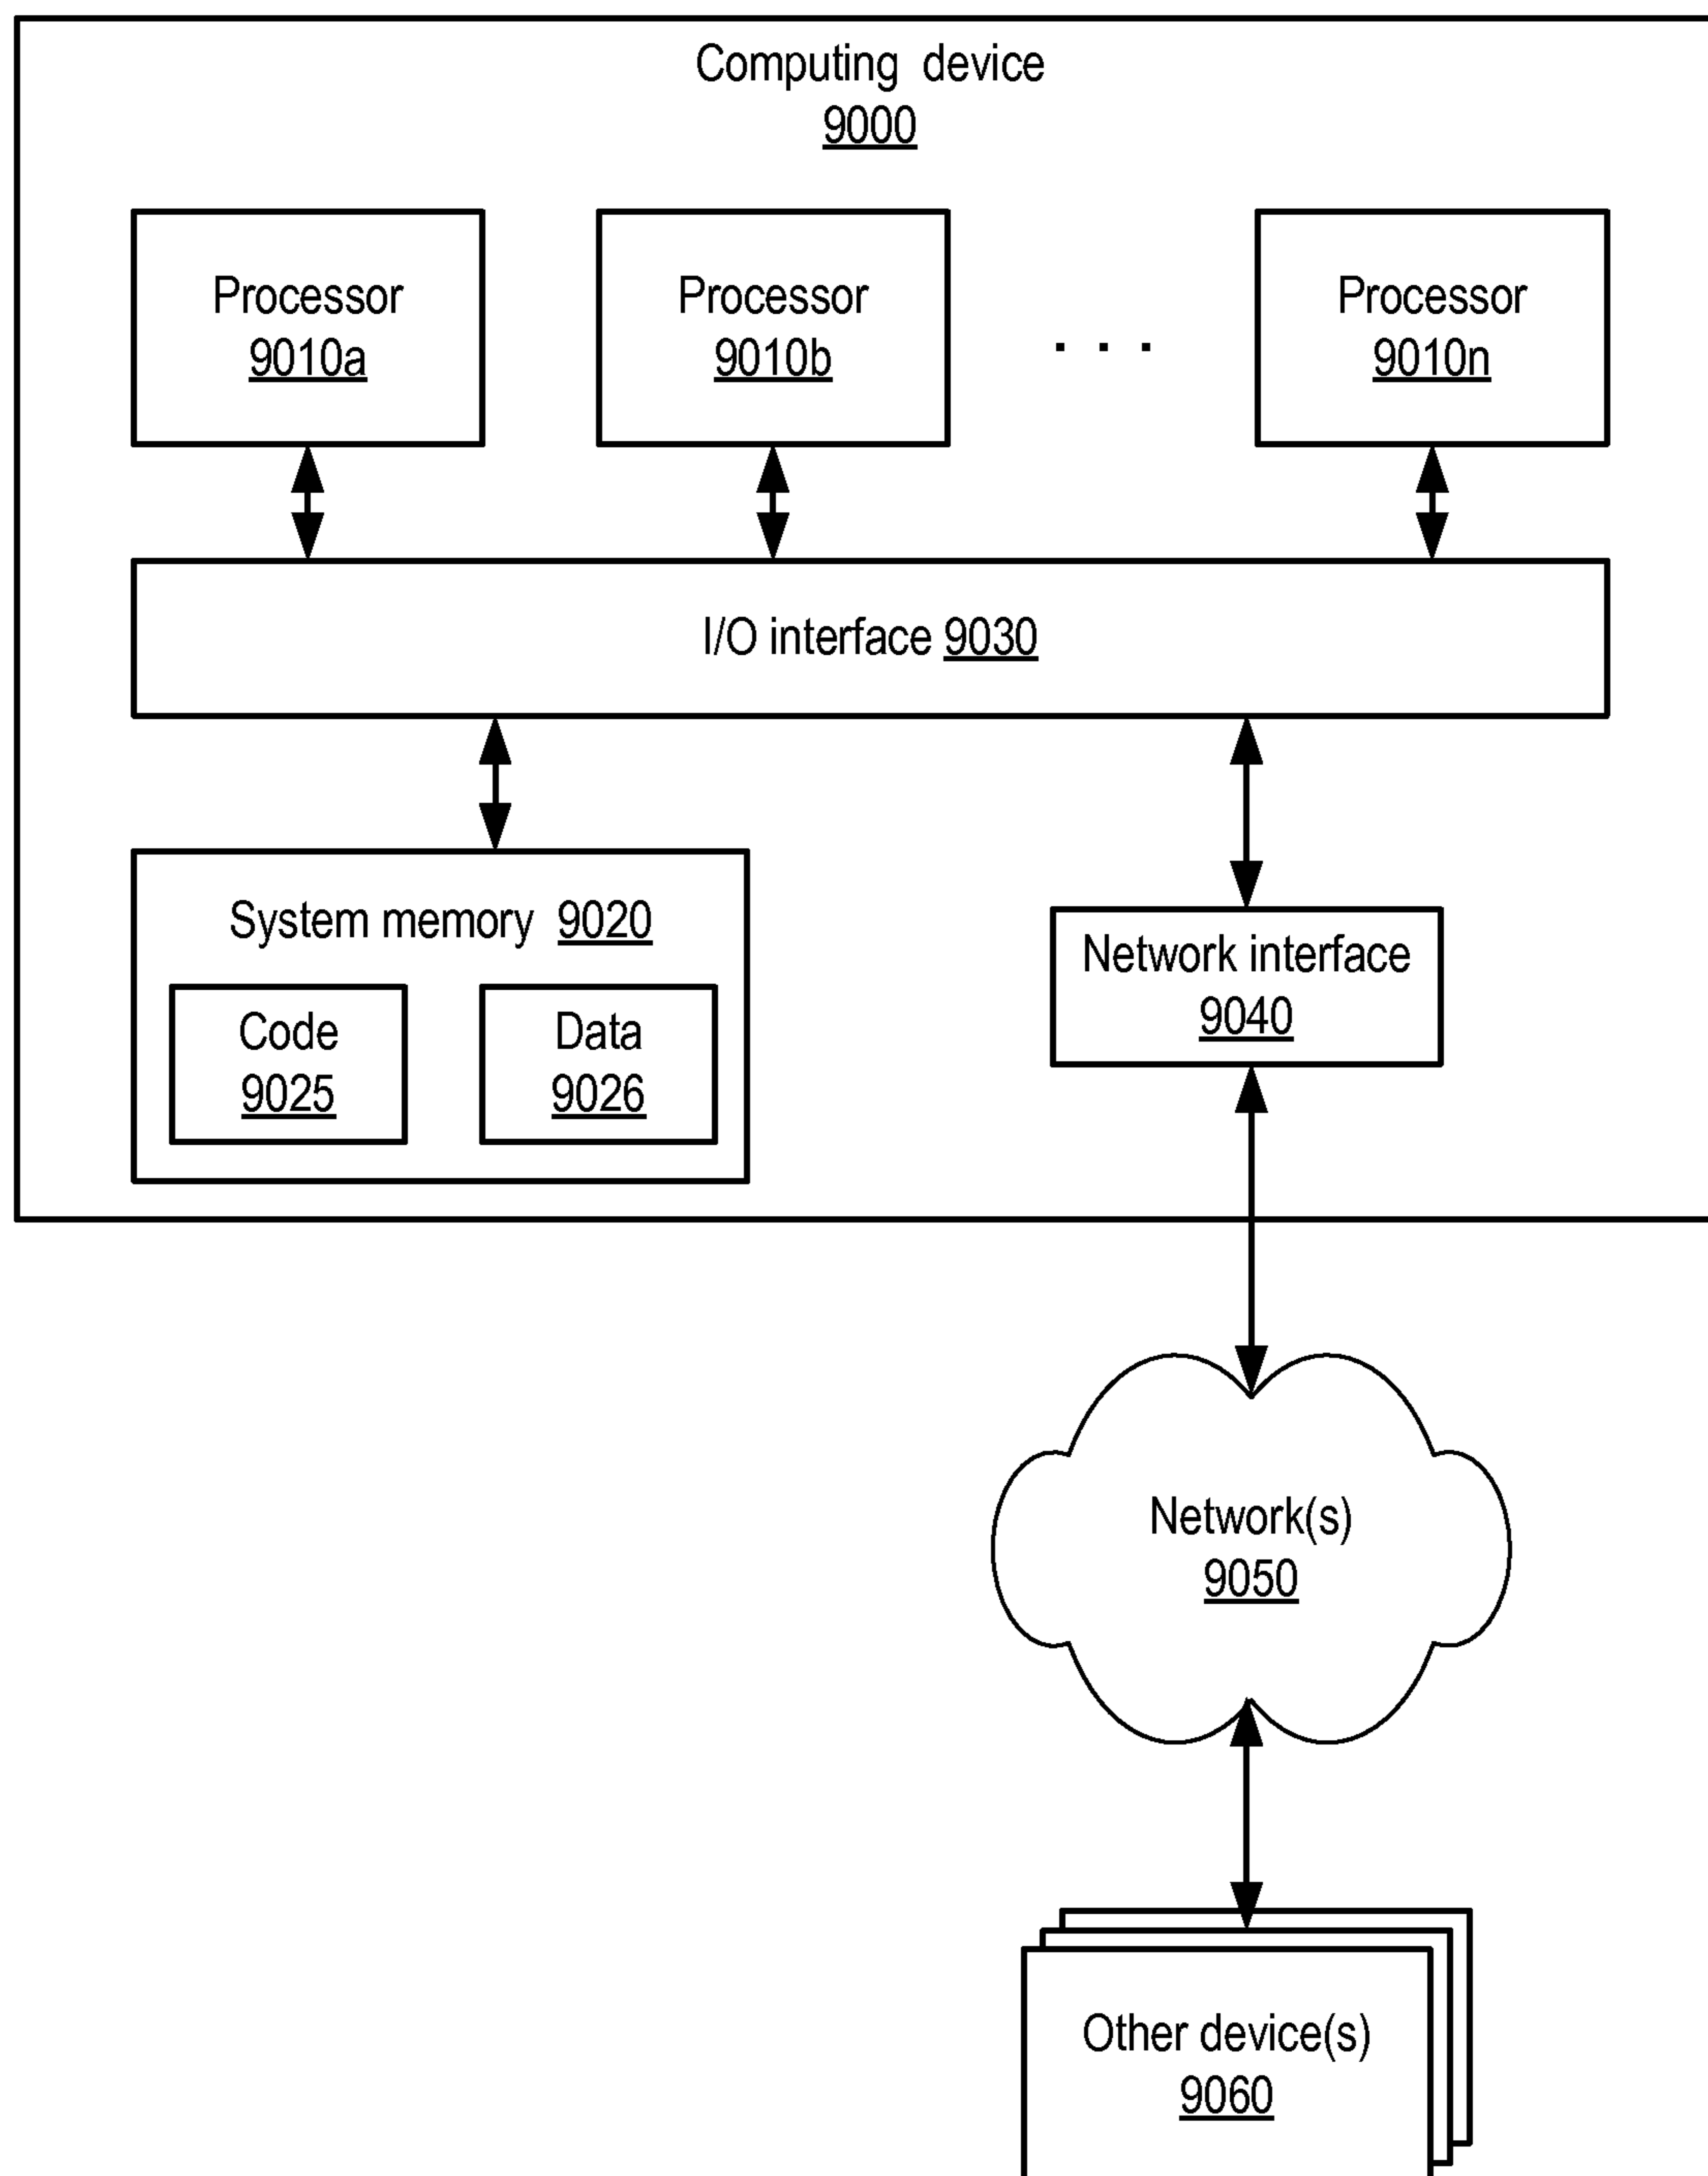 Computing device
9000
Processor
9010a
Processor
9010b
. . .
Processor
9010n
I/O interface 9030
System memory 9020
Code
9025
Data
9026
Network interface
9040
Network(s)
9050
Other device(s)
9060